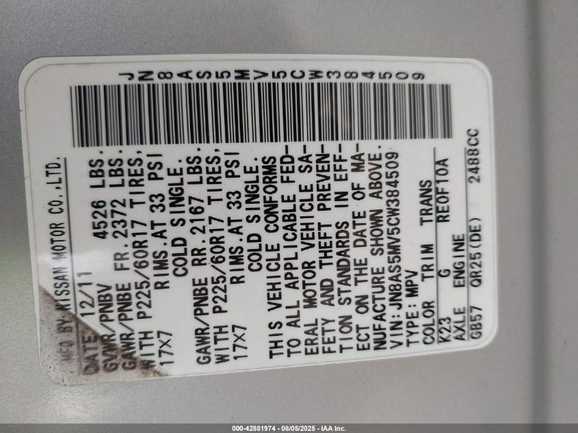 JN8AS5MV5CW384509
MFD BY NISSAN MOTOR CO.,LTD.
DATE 12/11
GVWR/PNBV 4526 LBS.
GAWR/PNBE FR.2372 LBS.
WITH P225/60R17 TIRES,
17X7 RIMS.AT 33 PSI
COLD SINGLE.
GAWR/PNBE RR.2167 LBS.
WITH P225/60R17 TIRES,
17X7 RIMS.AT 33 PSI
COLD SINGLE.
THIS VEHICLE CONFORMS
TO ALL APPLICABLE FED-
ERAL MOTOR VEHICLE SA-
FETY AND THEFT PREVEN-
TION STANDARDS IN EFF-
ECT ON THE DATE OF MA-
NUFACTURE SHOWN ABOVE.
VIN:JN8AS5MV5CW384509
TYPE:MPV
COLOR TRIM TRANS
K23 G RE0F10A
AXLE ENGINE
GB57 QR25(DE) 2488CC
000-42881974 - 08/05/2025 - IAA Inc.